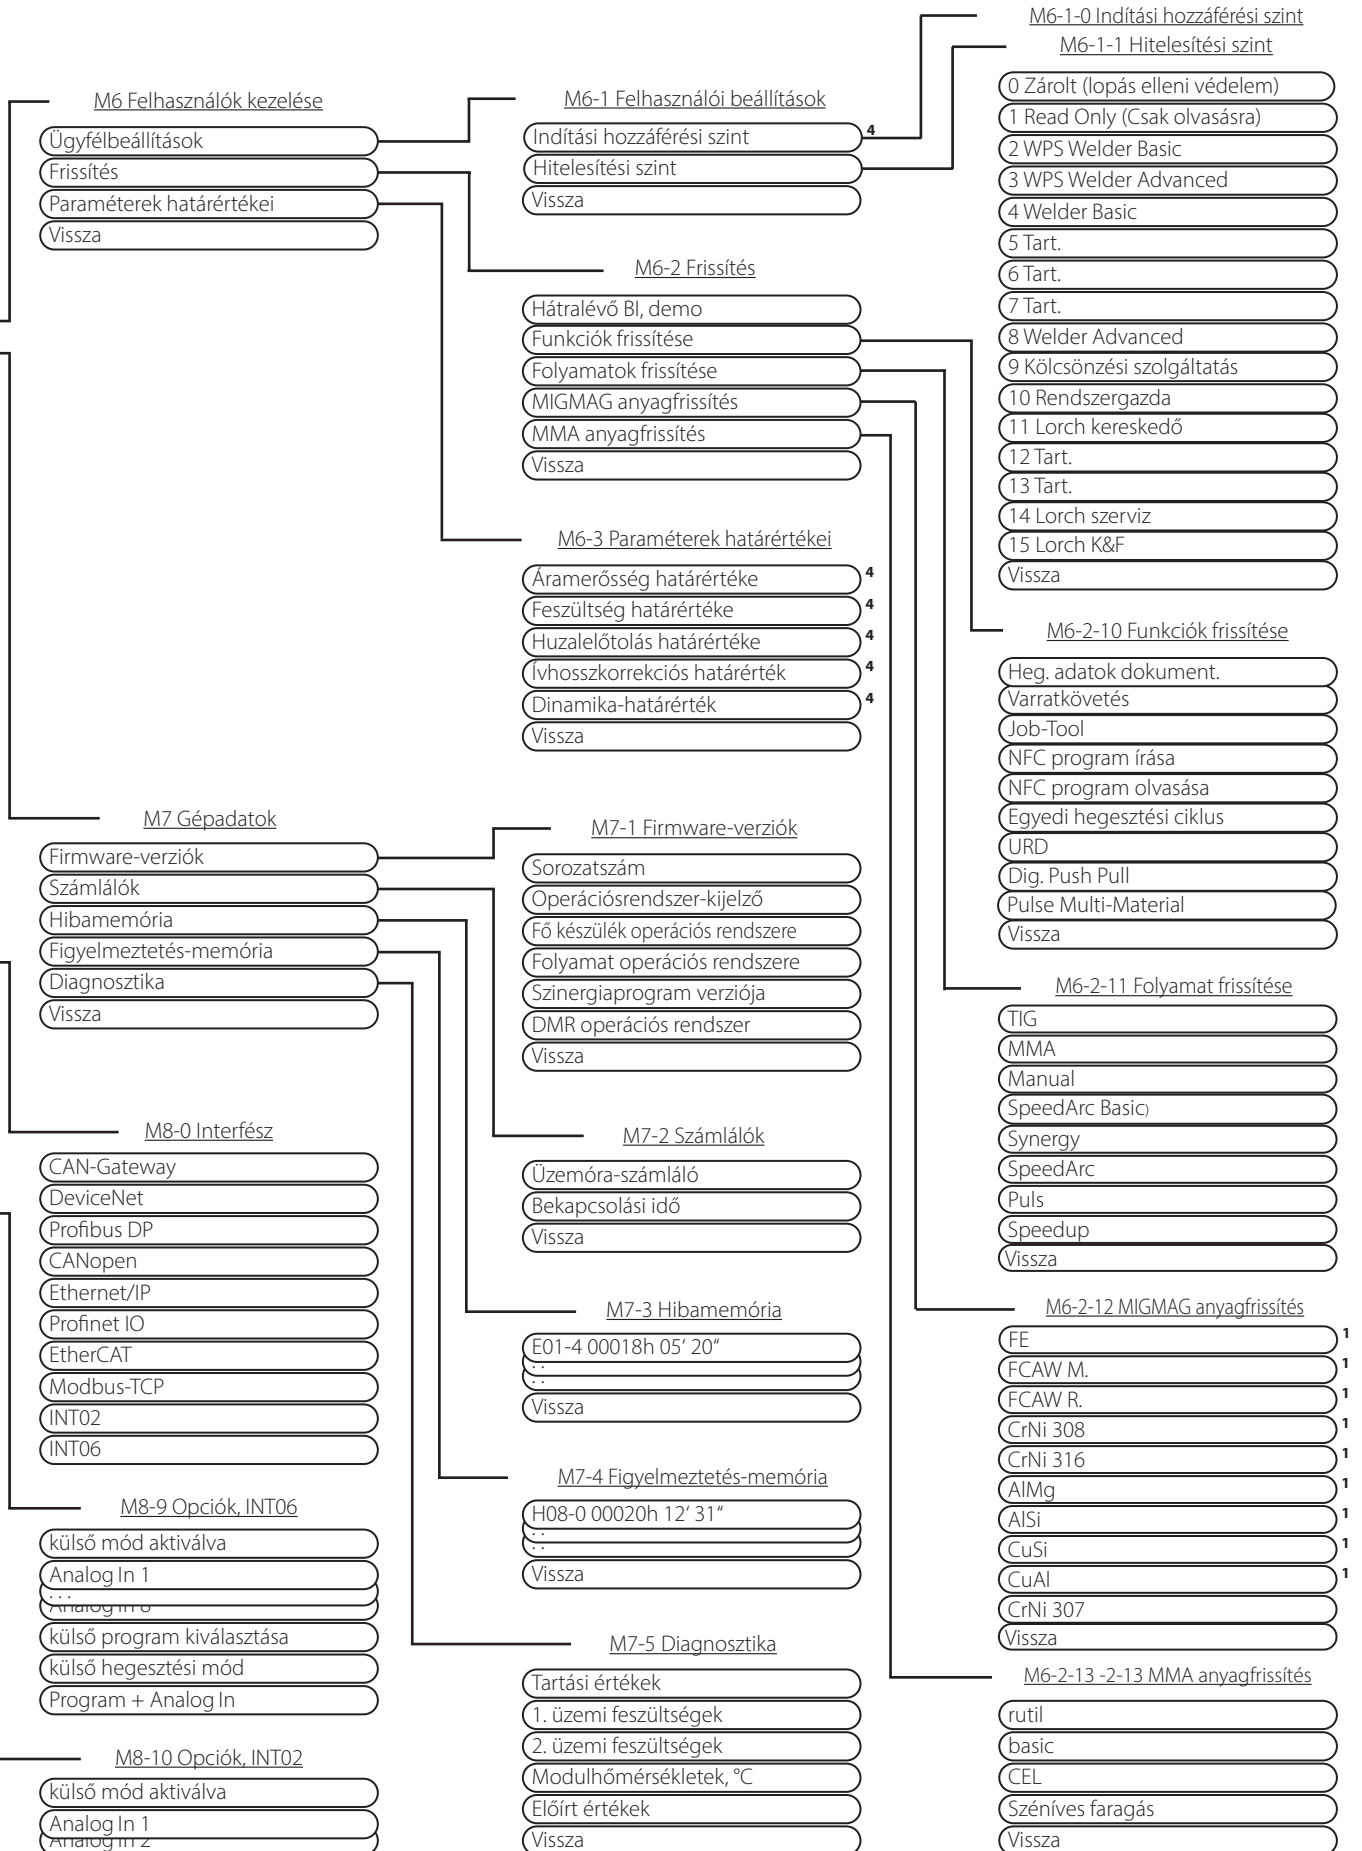 M6 Felhasználók kezelése
Ügyfélbeállítások
Frissítés
Paraméterek határértékei
Vissza
M7 Gépadatok
Firmware-verziók
Számlálók
Hibamemória
Figyelmeztetés-memória
Diagnosztika
Vissza
M8-0 Interfész
CAN-Gateway
DeviceNet
Profibus DP
CANopen
Ethernet/IP
Profinet IO
EtherCAT
Modbus-TCP
INT02
INT06
M8-9 Opciók, INT06
külső mód aktiválva
Analog In 1
. . .
Analog In 8
külső program kiválasztása
külső hegesztési mód
Program + Analog In
M8-10 Opciók, INT02
külső mód aktiválva
Analog In 1
Analog In 2
M6-1 Felhasználói beállítások
Indítási hozzáférési szint 4
Hitelesítési szint
Vissza
M6-2 Frissítés
Hátralévő BI, demo
Funkciók frissítése
Folyamatok frissítése
MIGMAG anyagfrissítés
MMA anyagfrissítés
Vissza
M6-3 Paraméterek határértékei
Áramerősség határértéke 4
Feszültség határértéke 4
Huzalelőtolás határértéke 4
Ívhosszkorrekciós határérték 4
Dinamika-határérték 4
Vissza
M7-1 Firmware-verziók
Sorozatszám
Operációsrendszer-kijelző
Fő készülék operációs rendszere
Folyamat operációs rendszere
Szinergiaprogram verziója
DMR operációs rendszer
Vissza
M7-2 Számlálók
Üzemóra-számláló
Bekapcsolási idő
Vissza
M7-3 Hibamemória
E01-4 00018h 05‘ 20“
. .
. .
Vissza
M7-4 Figyelmeztetés-memória
H08-0 00020h 12‘ 31“
. .
. .
Vissza
M7-5 Diagnosztika
Tartási értékek
1. üzemi feszültségek
2. üzemi feszültségek
Modulhőmérsékletek, °C
Előírt értékek
Vissza
M6-1-0 Indítási hozzáférési szint
M6-1-1 Hitelesítési szint
0 Zárolt (lopás elleni védelem)
1 Read Only (Csak olvasásra)
2 WPS Welder Basic
3 WPS Welder Advanced
4 Welder Basic
5 Tart.
6 Tart.
7 Tart.
8 Welder Advanced
9 Kölcsönzési szolgáltatás
10 Rendszergazda
11 Lorch kereskedő
12 Tart.
13 Tart.
14 Lorch szerviz
15 Lorch K&F
Vissza
M6-2-10 Funkciók frissítése
Heg. adatok dokument.
Varratkövetés
Job-Tool
NFC program írása
NFC program olvasása
Egyedi hegesztési ciklus
URD
Dig. Push Pull
Pulse Multi-Material
Vissza
M6-2-11 Folyamat frissítése
TIG
MMA
Manual
SpeedArc Basic)
Synergy
SpeedArc
Puls
Speedup
Vissza
M6-2-12 MIGMAG anyagfrissítés
FE 1
FCAW M. 1
FCAW R. 1
CrNi 308 1
CrNi 316 1
AlMg 1
AlSi 1
CuSi 1
CuAl 1
CrNi 307
Vissza
M6-2-13 -2-13 MMA anyagfrissítés
rutil
basic
CEL
Széníves faragás
Vissza